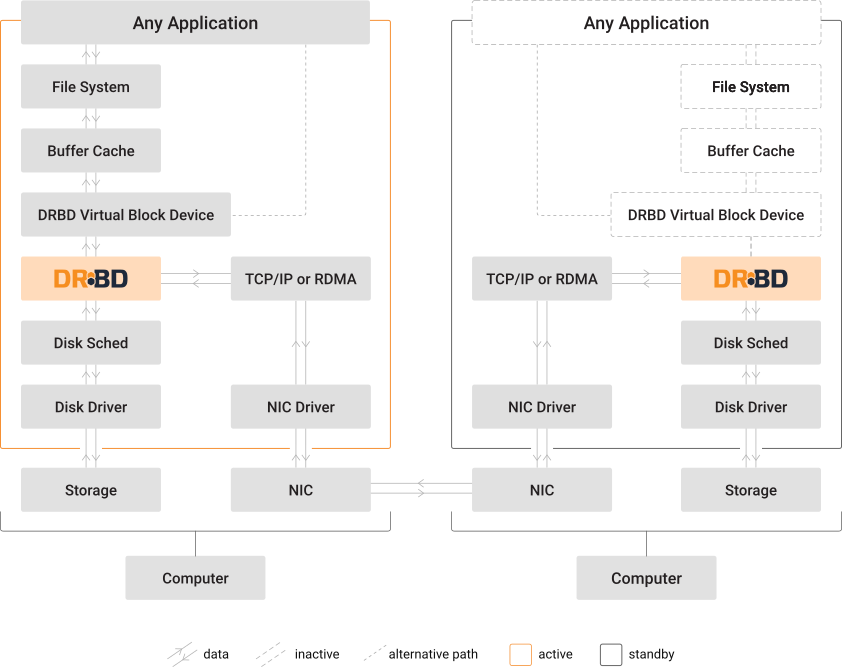 Any Application
File System
Buffer Cache
DRBD Virtual Block Device
DRBD
TCP/IP or RDMA
Disk Sched
Disk Driver
NIC Driver
Storage
NIC
Computer
Any Application
File System
Buffer Cache
DRBD Virtual Block Device
TCP/IP or RDMA
DRBD
Disk Sched
NIC Driver
Disk Driver
NIC
Storage
Computer
data
inactive
alternative path
active
standby